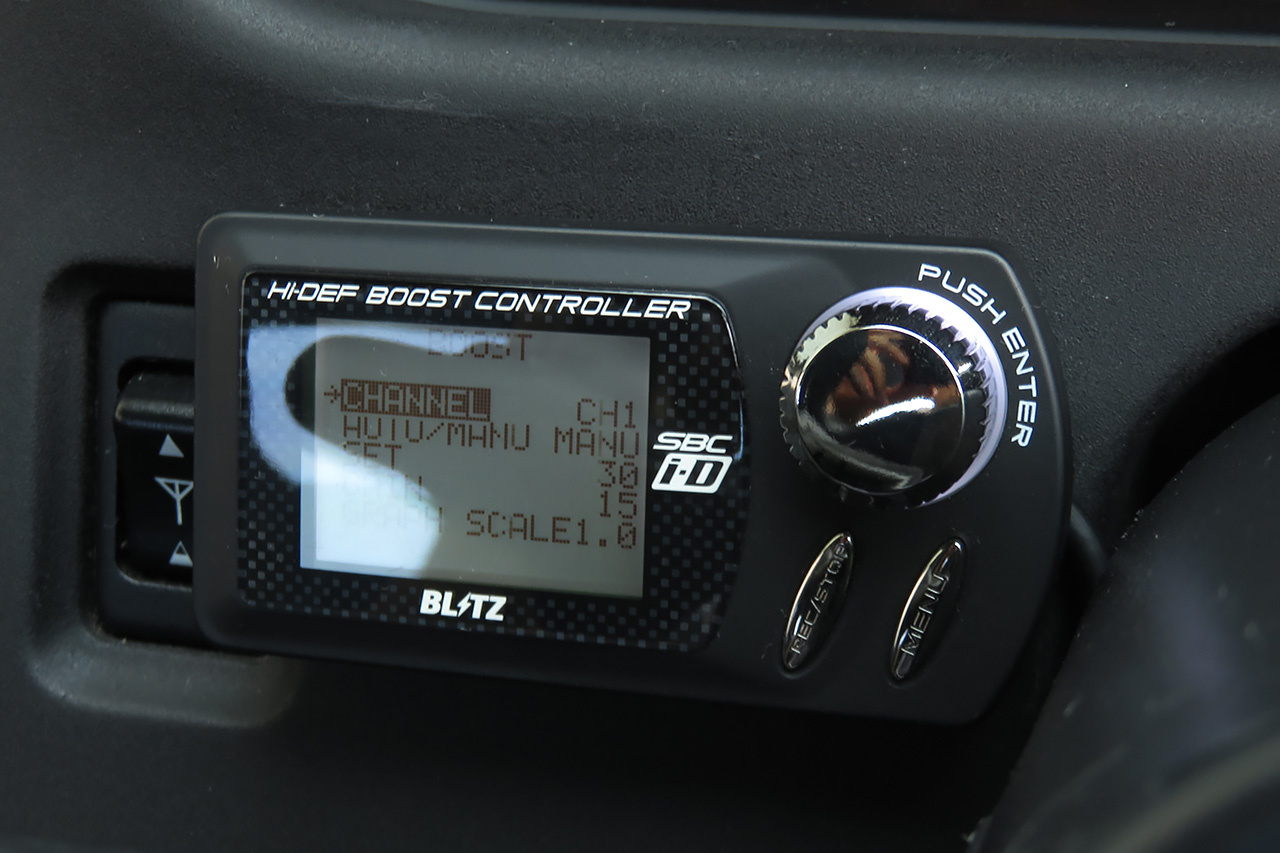 HI-DEF BOOST CONTROLLER
PUSH ENTER
BOOST
→CHANNEL CH1
AUTO/MANU MANU
SET 30
15
SCALE1.0
SBC
i-D
BLITZ
REC/STOP
MENU